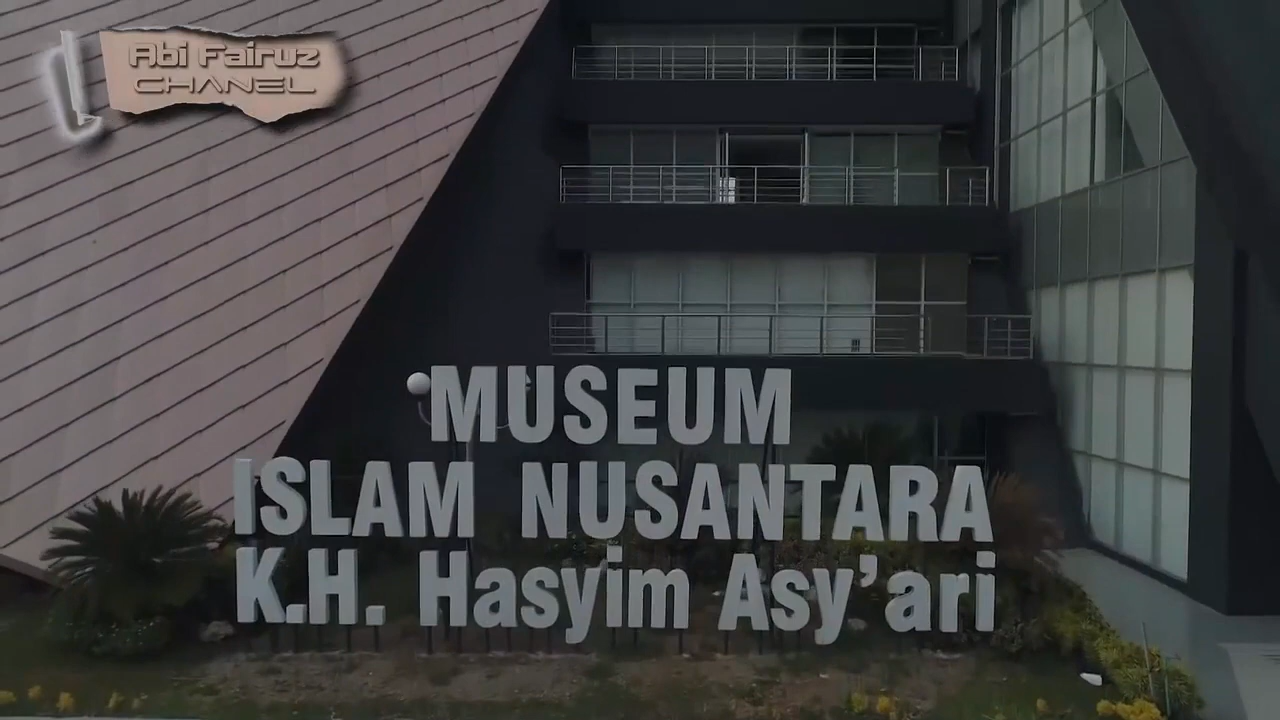 Abi Fairuz
CHANEL
MUSEUM
ISLAM NUSANTARA
K.H. Hasyim Asy'ari